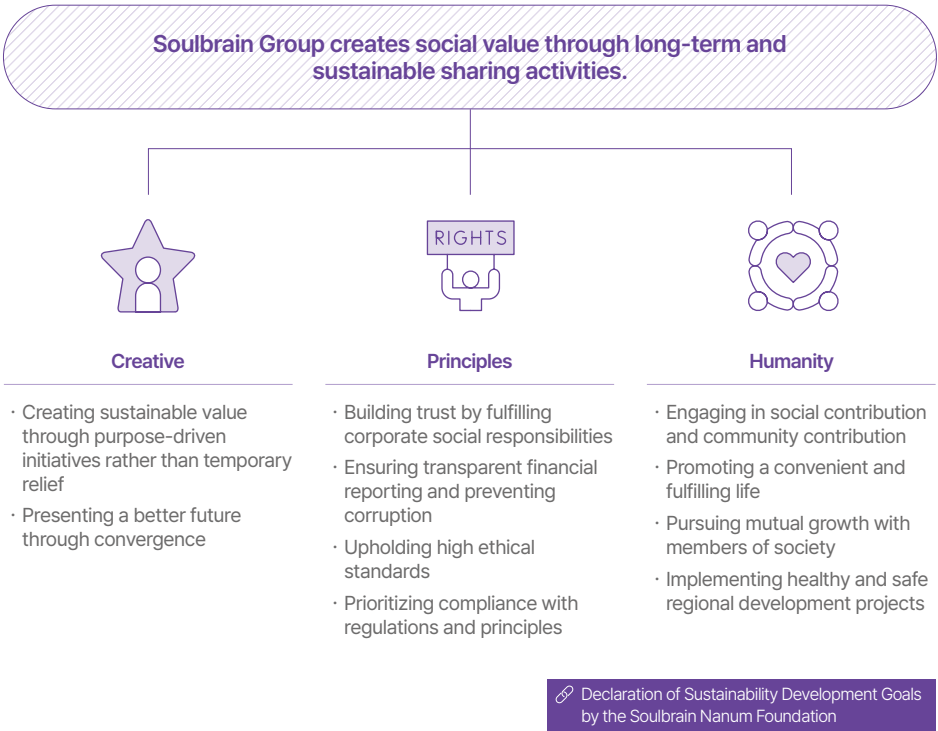 Soulbrain Group creates social value through long-term and
sustainable sharing activities.
RIGHTS
Creative
· Creating sustainable value
through purpose-driven
initiatives rather than temporary
relief
· Presenting a better future
through convergence
Principles
· Building trust by fulfilling
corporate social responsibilities
· Ensuring transparent financial
reporting and preventing
corruption
· Upholding high ethical
standards
· Prioritizing compliance with
regulations and principles
Humanity
· Engaging in social contribution
and community contribution
· Promoting a convenient and
fulfilling life
· Pursuing mutual growth with
members of society
· Implementing healthy and safe
regional development projects
Declaration of Sustainability Development Goals
by the Soulbrain Nanum Foundation